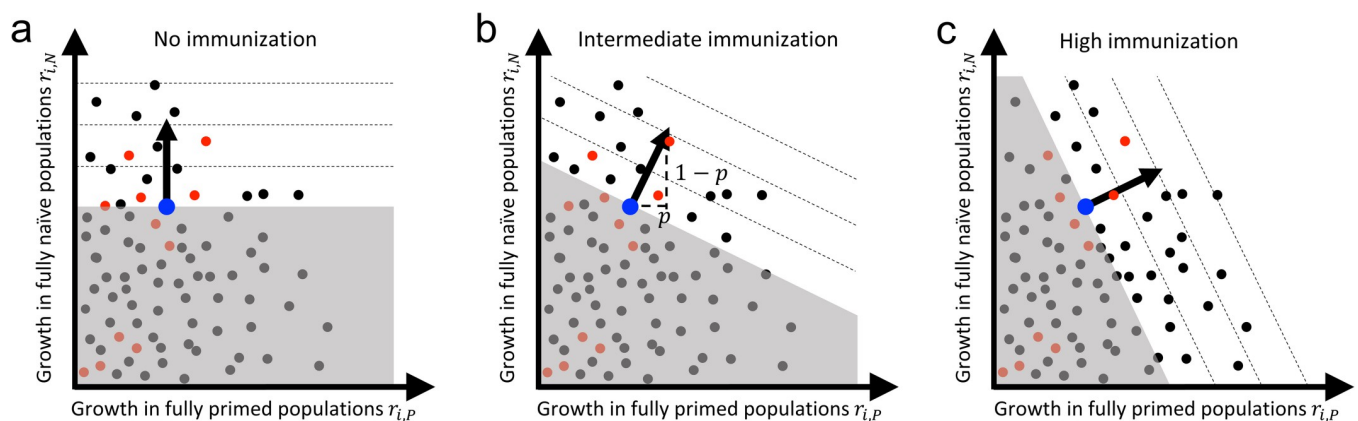 a
No immunization
Growth in fully naïve populations r_{i,N}
Growth in fully primed populations r_{i,P}
b
Intermediate immunization
Growth in fully naïve populations r_{i,N}
1 − p
p
Growth in fully primed populations r_{i,P}
c
High immunization
Growth in fully naïve populations r_{i,N}
Growth in fully primed populations r_{i,P}